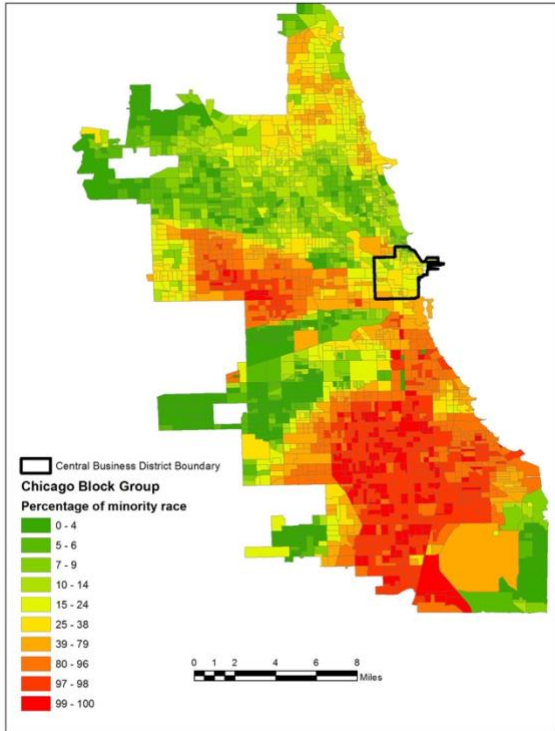 Central Business District Boundary
Chicago Block Group
Percentage of minority race
0 - 4
5 - 6
7 - 9
10 - 14
15 - 24
25 - 38
39 - 79
80 - 96
97 - 98
99 - 100
0 1 2 4 6 8
Miles